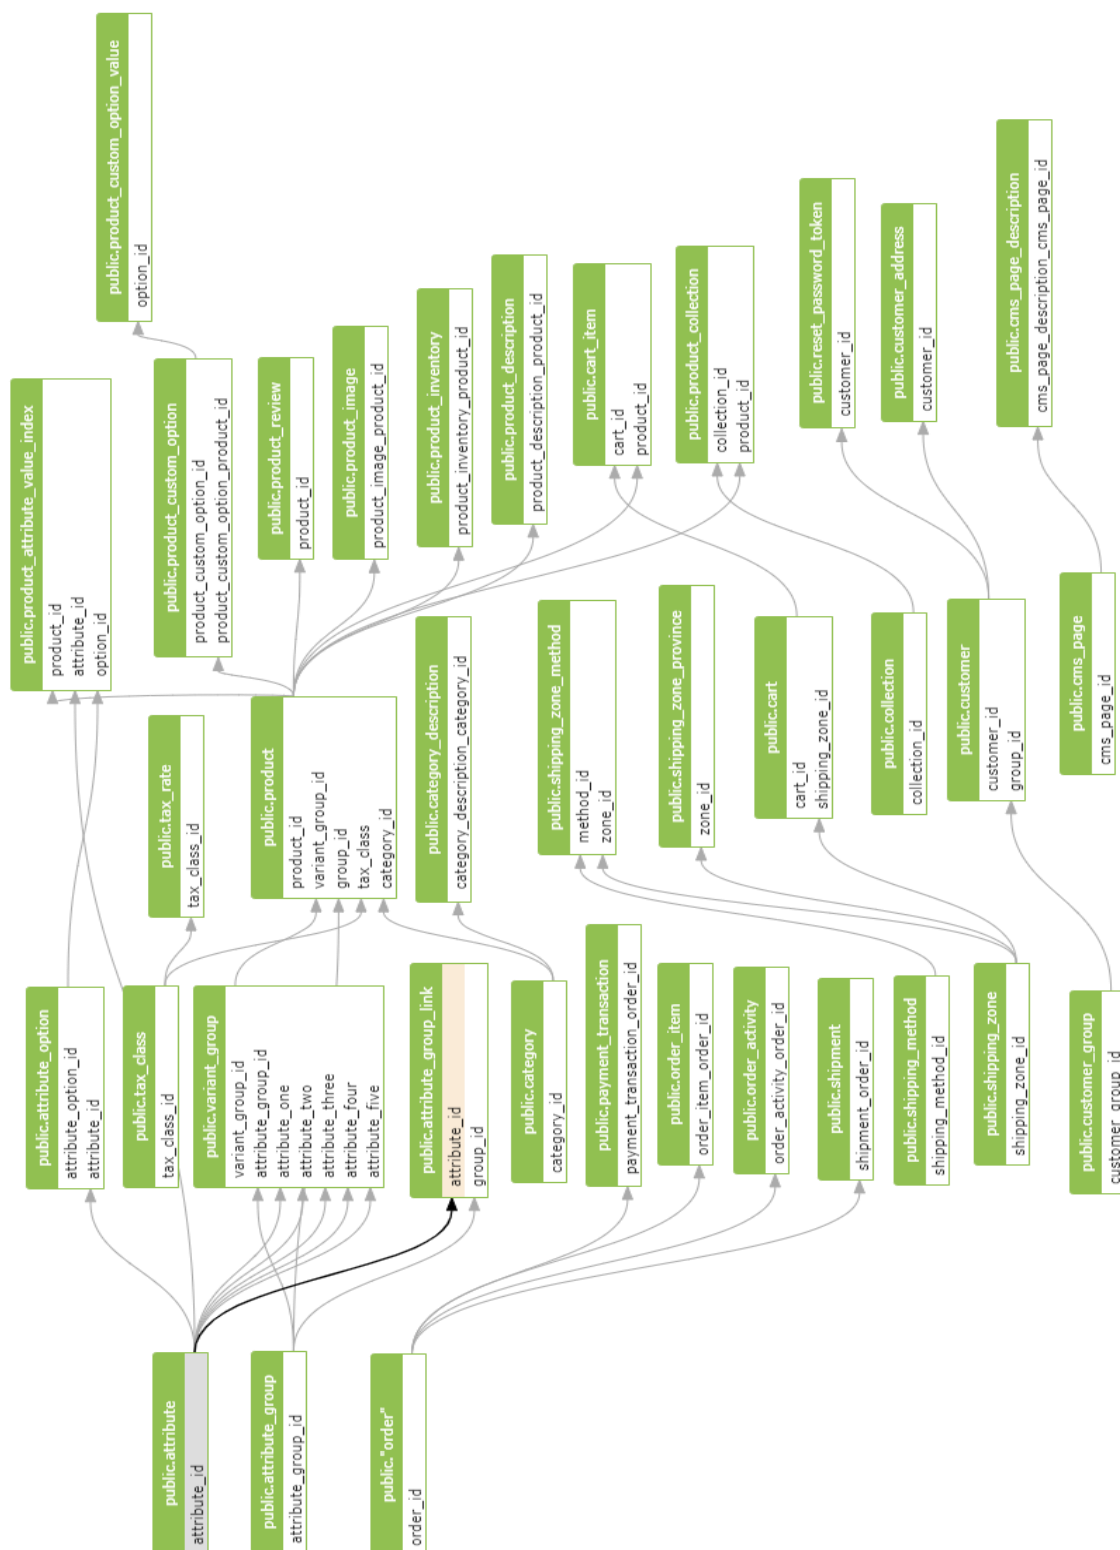 public.attribute
attribute_id
public.attribute_group
attribute_group_id
public."order"
order_id
public.attribute_option
attribute_option_id
attribute_id
public.tax_class
tax_class_id
public.variant_group
variant_group_id
attribute_group_id
attribute_one
attribute_two
attribute_three
attribute_four
attribute_five
public.attribute_group_link
attribute_id
group_id
public.category
category_id
public.payment_transaction
payment_transaction_order_id
public.order_item
order_item_order_id
public.order_activity
order_activity_order_id
public.shipment
shipment_order_id
public.shipping_method
shipping_method_id
public.shipping_zone
shipping_zone_id
public.customer_group
customer_group_id
public.tax_rate
tax_class_id
public.product
product_id
variant_group_id
group_id
tax_class
category_id
public.category_description
category_description_category_id
public.shipping_zone_method
method_id
zone_id
public.shipping_zone_province
zone_id
public.cart
cart_id
shipping_zone_id
public.collection
collection_id
public.customer
customer_id
group_id
public.cms_page
cms_page_id
public.product_attribute_value_index
product_id
attribute_id
option_id
public.product_custom_option
product_custom_option_id
product_custom_option_product_id
public.product_review
product_id
public.product_image
product_image_product_id
public.product_inventory
product_inventory_product_id
public.product_description
product_description_product_id
public.cart_item
cart_id
product_id
public.product_collection
collection_id
product_id
public.reset_password_token
customer_id
public.customer_address
customer_id
public.cms_page_description
cms_page_description_cms_page_id
public.product_custom_option_value
option_id